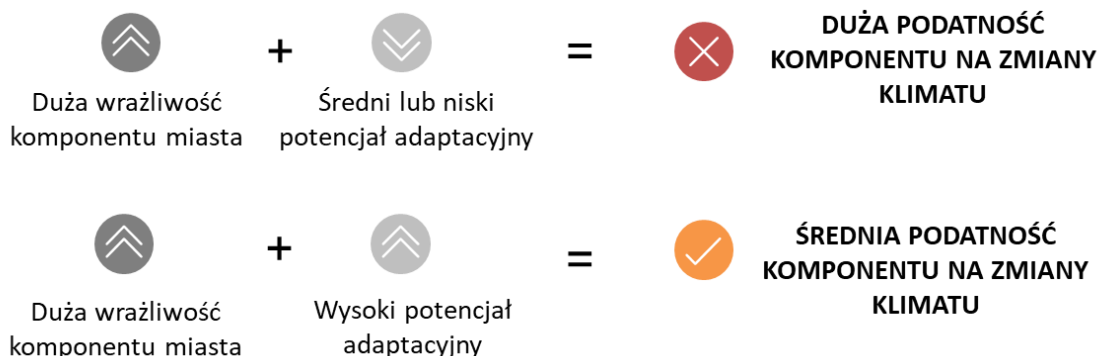 Duża wrażliwość
komponentu miasta
+
Średni lub niski
potencjał adaptacyjny
=
DUŻA PODATNOŚĆ
KOMPONENTU NA ZMIANY
KLIMATU
Duża wrażliwość
komponentu miasta
+
Wysoki potencjał
adaptacyjny
=
ŚREDNIA PODATNOŚĆ
KOMPONENTU NA ZMIANY
KLIMATU